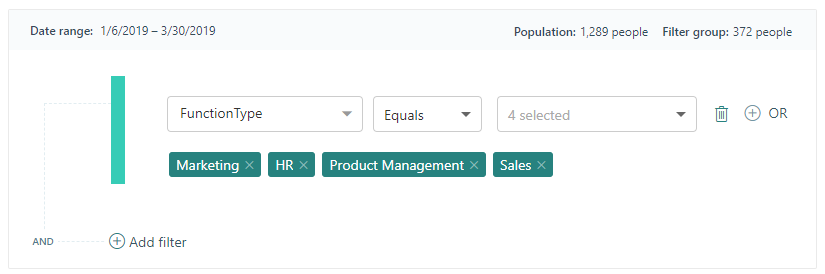 Date range: 1/6/2019 – 3/30/2019 Population: 1,289 people Filter group: 372 people
FunctionType Equals 4 selected OR
Marketing × HR × Product Management × Sales ×
AND Add filter